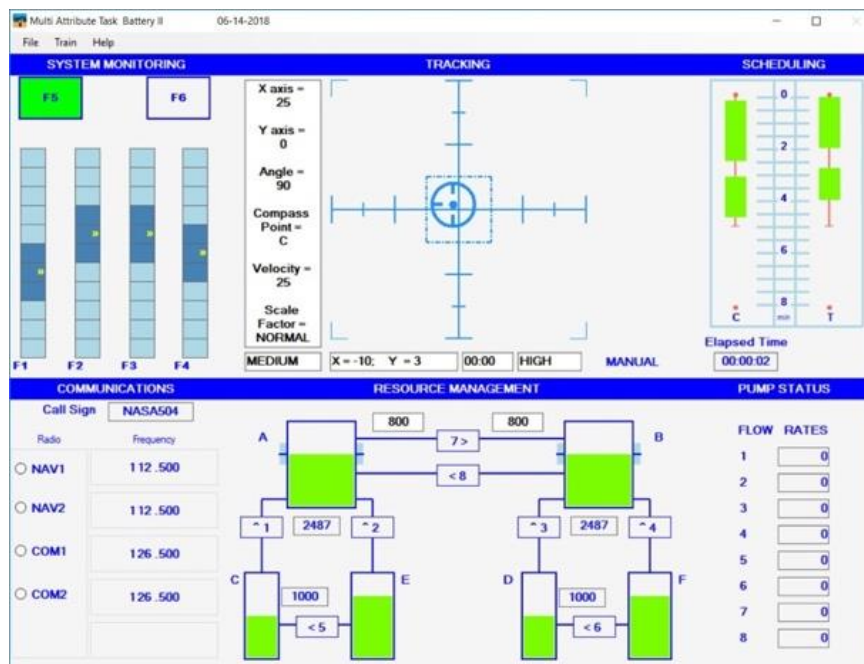 Multi Attribute Task Battery II 06-14-2018
File Train Help
SYSTEM MONITORING
F5 F6
F1 F2 F3 F4
TRACKING
X axis =
25
Y axis =
0
Angle =
90
Compass
Point =
C
Velocity =
25
Scale
Factor =
NORMAL
MEDIUM X = -10; Y = 3 00:00 HIGH MANUAL
SCHEDULING
0
2
4
6
8
C min T
Elapsed Time
00:00:02
COMMUNICATIONS
Call Sign NASA504
Radio Frequency
NAV1 112.500
NAV2 112.500
COM1 126.500
COM2 126.500
RESOURCE MANAGEMENT
800 800
A 7 > B
< 8
^ 1 2487 ^ 2 ^ 3 2487 ^ 4
C E D F
1000 1000
< 5 < 6
PUMP STATUS
FLOW RATES
1 0
2 0
3 0
4 0
5 0
6 0
7 0
8 0